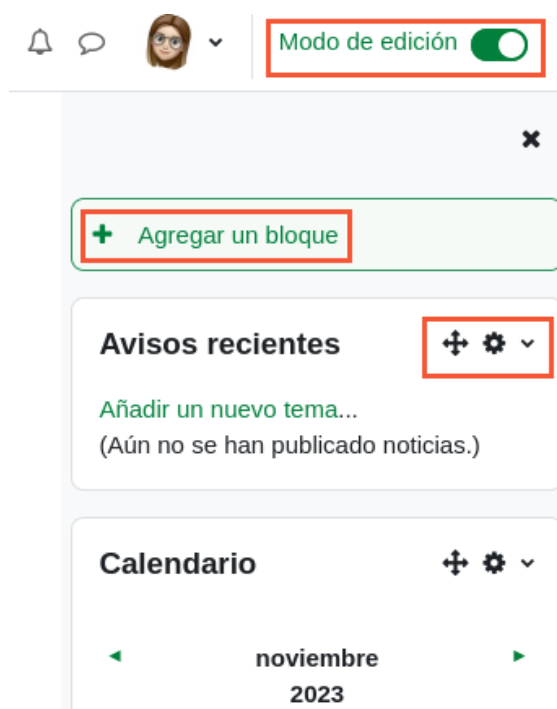 Modo de edición
Agregar un bloque
Avisos recientes
Añadir un nuevo tema...
(Aún no se han publicado noticias.)
Calendario
noviembre
2023